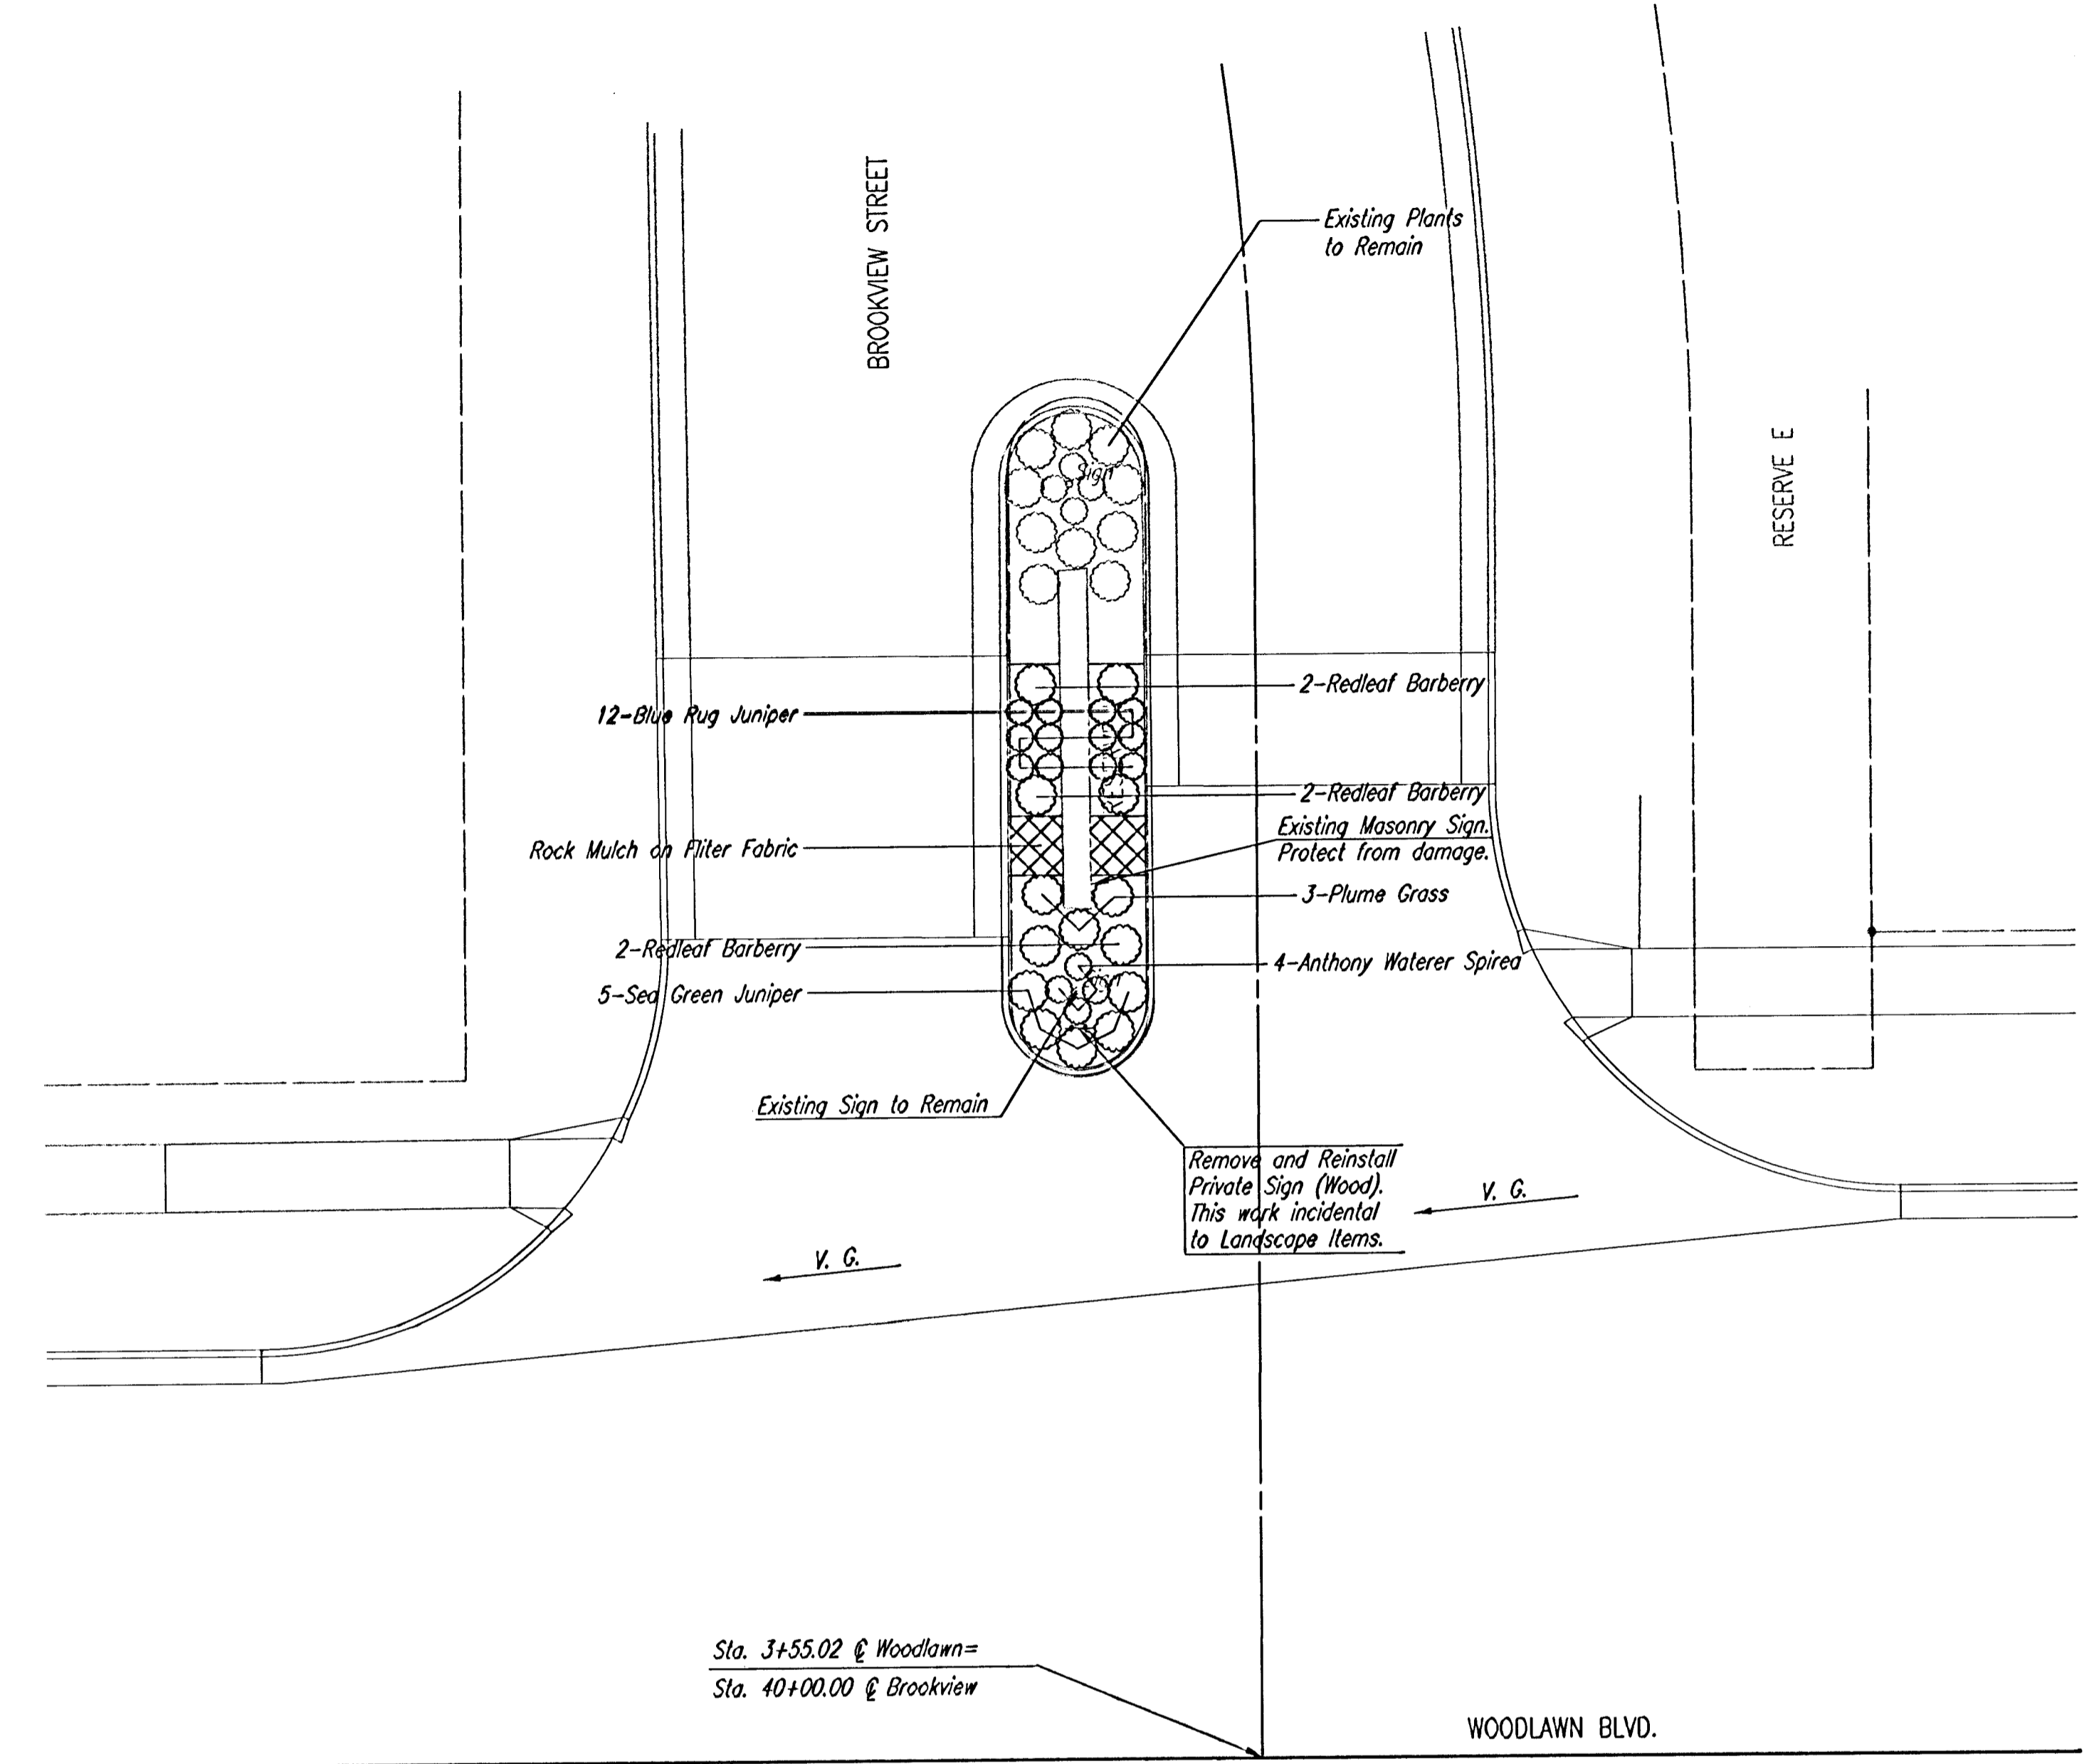 BROOKVIEW STREET
Existing Plants
to Remain
RESERVE E
Sign
2-Redleaf Barberry
12-Blue Rug Juniper
2-Redleaf Barberry
Existing Masonry Sign.
Protect from damage.
Rock Mulch on Fliter Fabric
3-Plume Grass
2-Redleaf Barberry
4-Anthony Waterer Spirea
5-Sea Green Juniper
Existing Sign to Remain
Remove and Reinstall
Private Sign (Wood).
This work incidental
to Landscape Items.
V. G.
V. G.
Sta. 3+55.02 ℄ Woodlawn=
Sta. 40+00.00 ℄ Brookview
WOODLAWN BLVD.